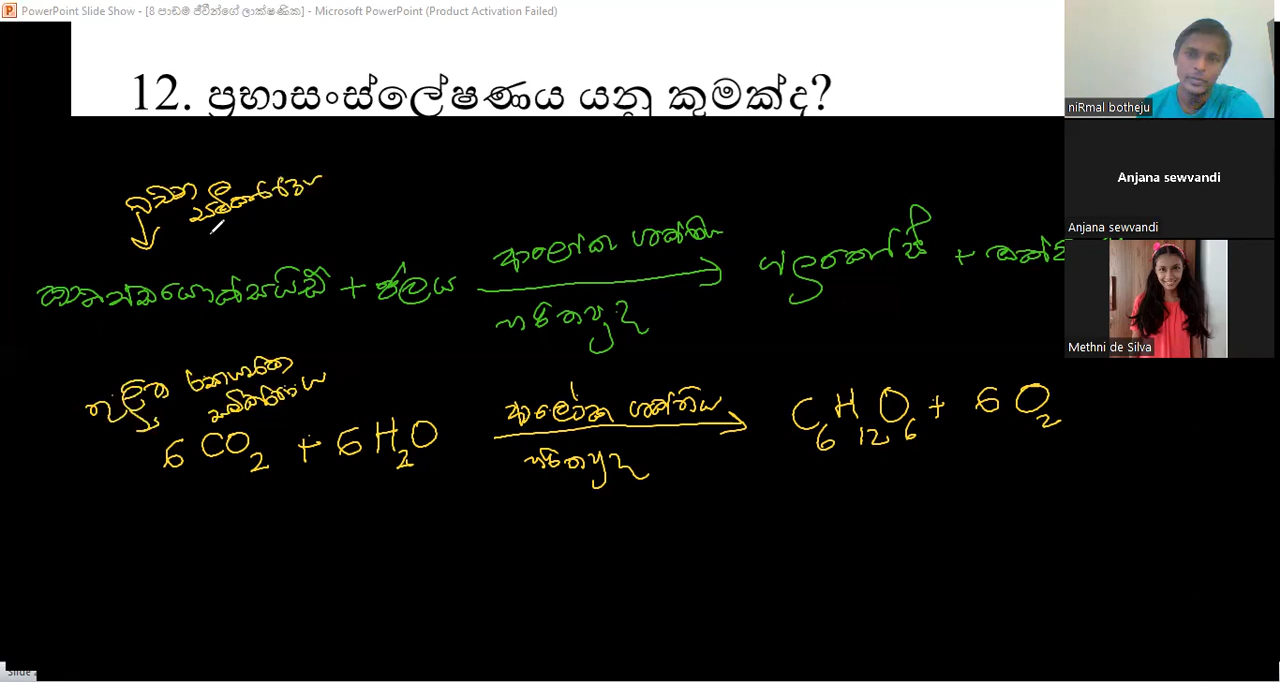 PowerPoint Slide Show - [8 පාඩම ජීවීන්ගේ ලාක්ෂණික] - Microsoft PowerPoint (Product Activation Failed)
12. ප්‍රභාසංස්ලේෂණය යනු කුමක්ද?
niRmal botheju
Anjana sewvandi
Anjana sewvandi
Methni de Silva
වචන
සමීකරණය
ආලෝක ශක්තිය
කාබන්ඩයොක්සයිඩ් + ජලය → ග්ලූකෝස් +
හරිතප්‍රද
තුලිත රසායනික
සමීකරණය
ආලෝක ශක්තිය
6 CO2 + 6 H2O → C6H12O6 + 6 O2
හරිතප්‍රද